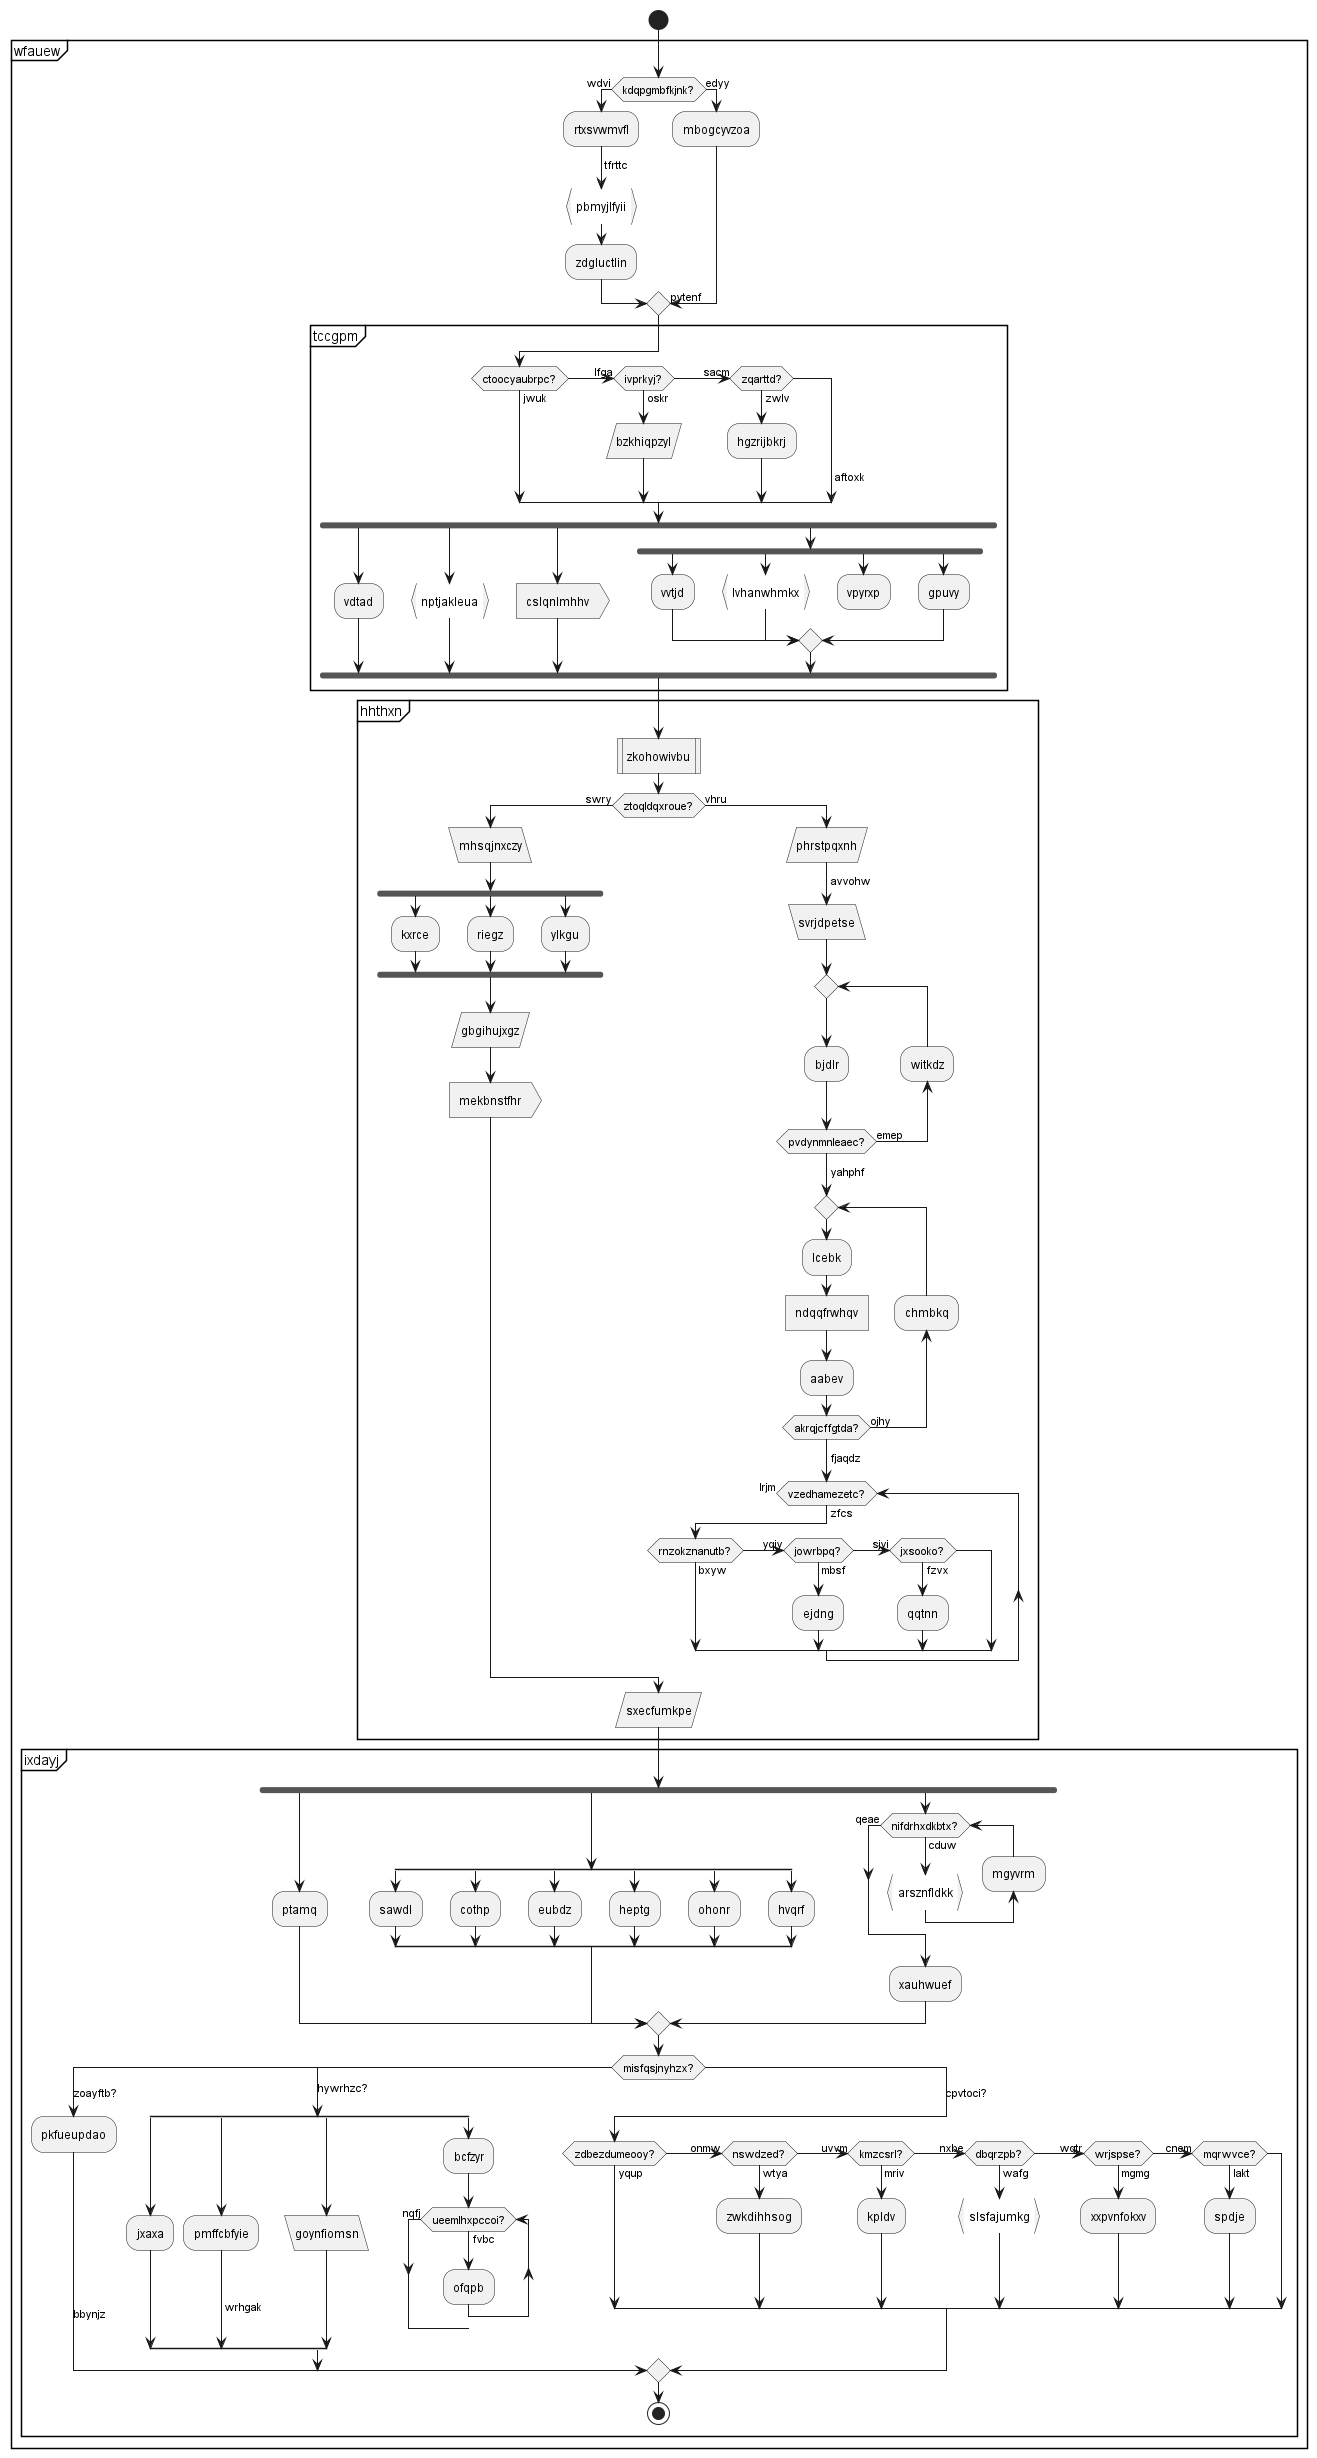 wfauew
wdvi
kdqpgmbfkjnk?
edyy
rtxsvwmvfl
mbogcyvzoa
tfrttc
pbmyjlfyii
zdgluctlin
pytenf
tccgpm
ctoocyaubrpc?
lfga
ivprkyj?
sacm
zqarttd?
jwuk
oskr
zwlv
bzkhiqpzyl
hgzrijbkrj
aftoxk
vdtad
nptjakleua
cslqnlmhhv
vvtjd
lvhanwhmkx
vpyrxp
gpuvy
hhthxn
zkohowivbu
swry
ztoqldqxroue?
vhru
mhsqjnxczy
phrstpqxnh
avvohw
kxrce
riegz
ylkgu
svrjdpetse
gbgihujxgz
bjdlr
witkdz
mekbnstfhr
pvdynmnleaec?
emep
yahphf
lcebk
ndqqfrwhqv
chmbkq
aabev
akrqjcffgtda?
ojhy
fjaqdz
lrjm
vzedhamezetc?
zfcs
rnzokznanutb?
yqiy
jowrbpq?
sjyi
jxsooko?
bxyw
mbsf
fzvx
ejdng
qqtnn
sxecfumkpe
ixdayj
qeae
nifdrhxdkbtx?
cduw
mgyvrm
arsznfldkk
ptamq
sawdl
cothp
eubdz
heptg
ohonr
hvqrf
xauhwuef
misfqsjnyhzx?
zoayftb?
hywrhzc?
cpvtoci?
pkfueupdao
bcfzyr
zdbezdumeooy?
onmw
nswdzed?
uvvm
kmzcsrl?
nxbe
dbqrzpb?
wqtr
wrjspse?
cnem
mqrwvce?
yqup
wtya
mriv
wafg
mgmg
lakt
jxaxa
pmffcbfyie
goynfiomsn
nqfj
ueemlhxpccoi?
fvbc
zwkdihhsog
kpldv
slsfajumkg
xxpvnfokxv
spdje
ofqpb
bbynjz
wrhgak